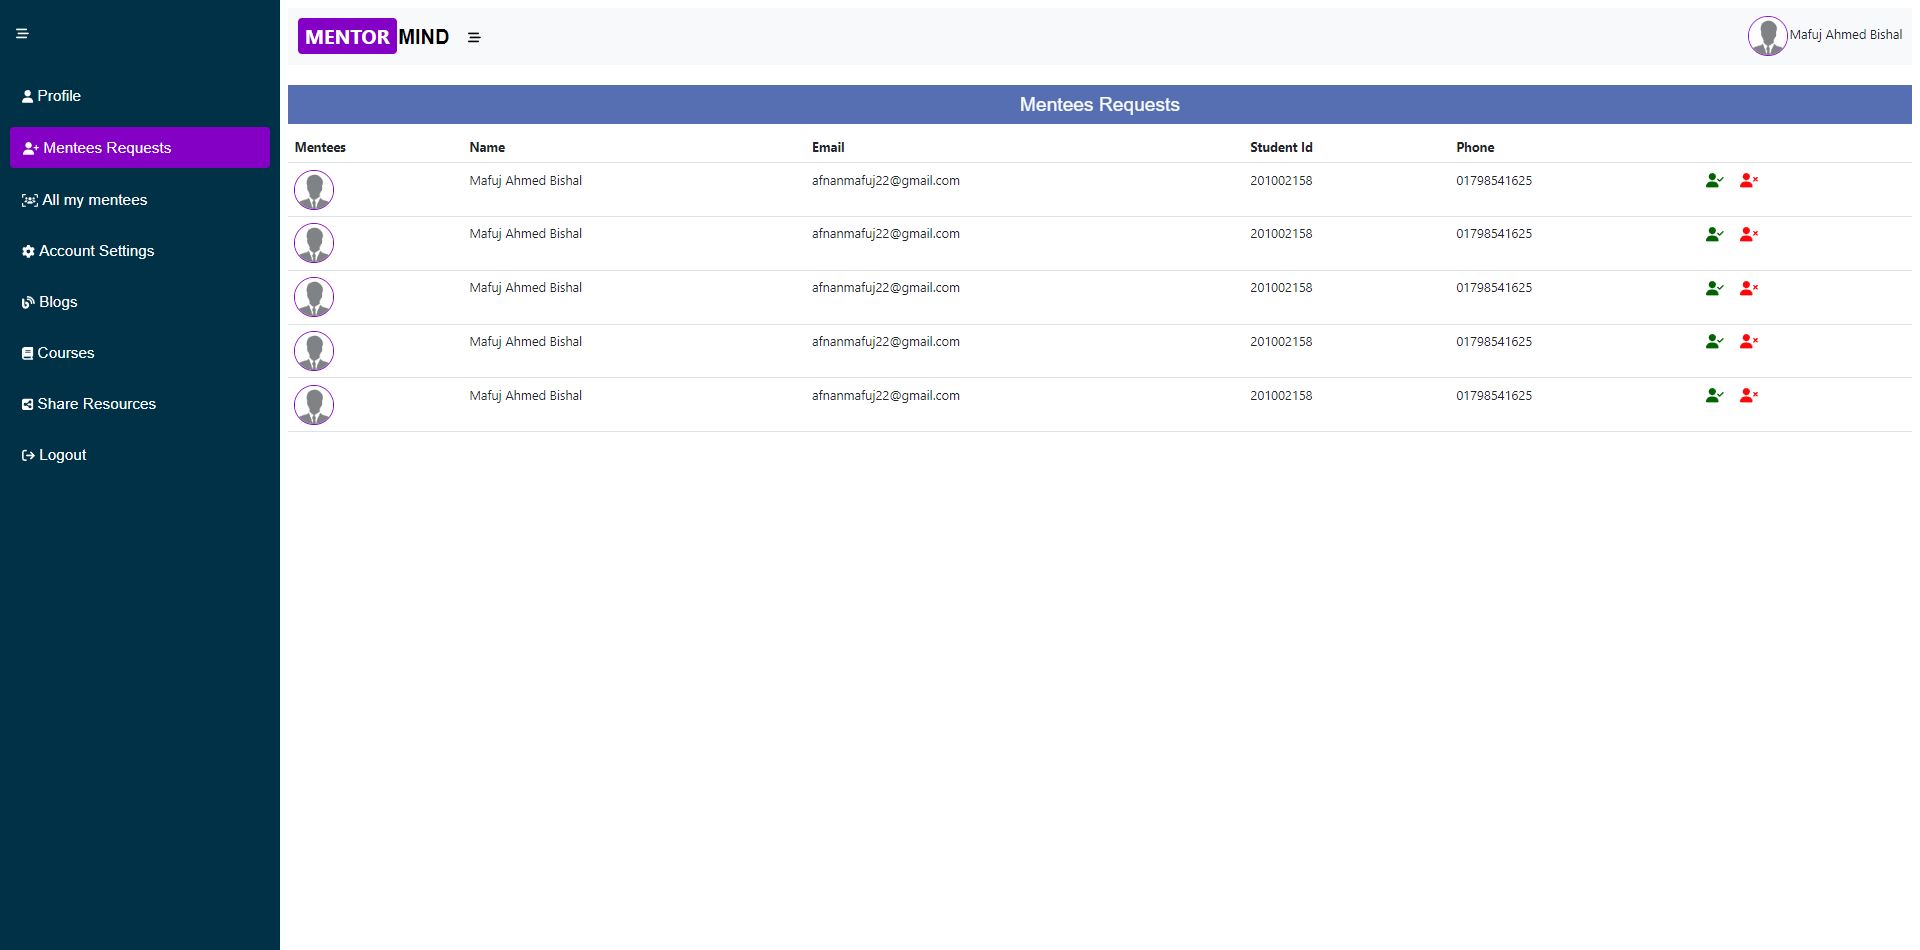 MENTORMIND
Mafuj Ahmed Bishal
Profile
Mentees Requests
All my mentees
Account Settings
Blogs
Courses
Share Resources
Logout
Mentees Requests
Mentees Name Email Student Id Phone
Mafuj Ahmed Bishal afnanmafuj22@gmail.com 201002158 01798541625
Mafuj Ahmed Bishal afnanmafuj22@gmail.com 201002158 01798541625
Mafuj Ahmed Bishal afnanmafuj22@gmail.com 201002158 01798541625
Mafuj Ahmed Bishal afnanmafuj22@gmail.com 201002158 01798541625
Mafuj Ahmed Bishal afnanmafuj22@gmail.com 201002158 01798541625